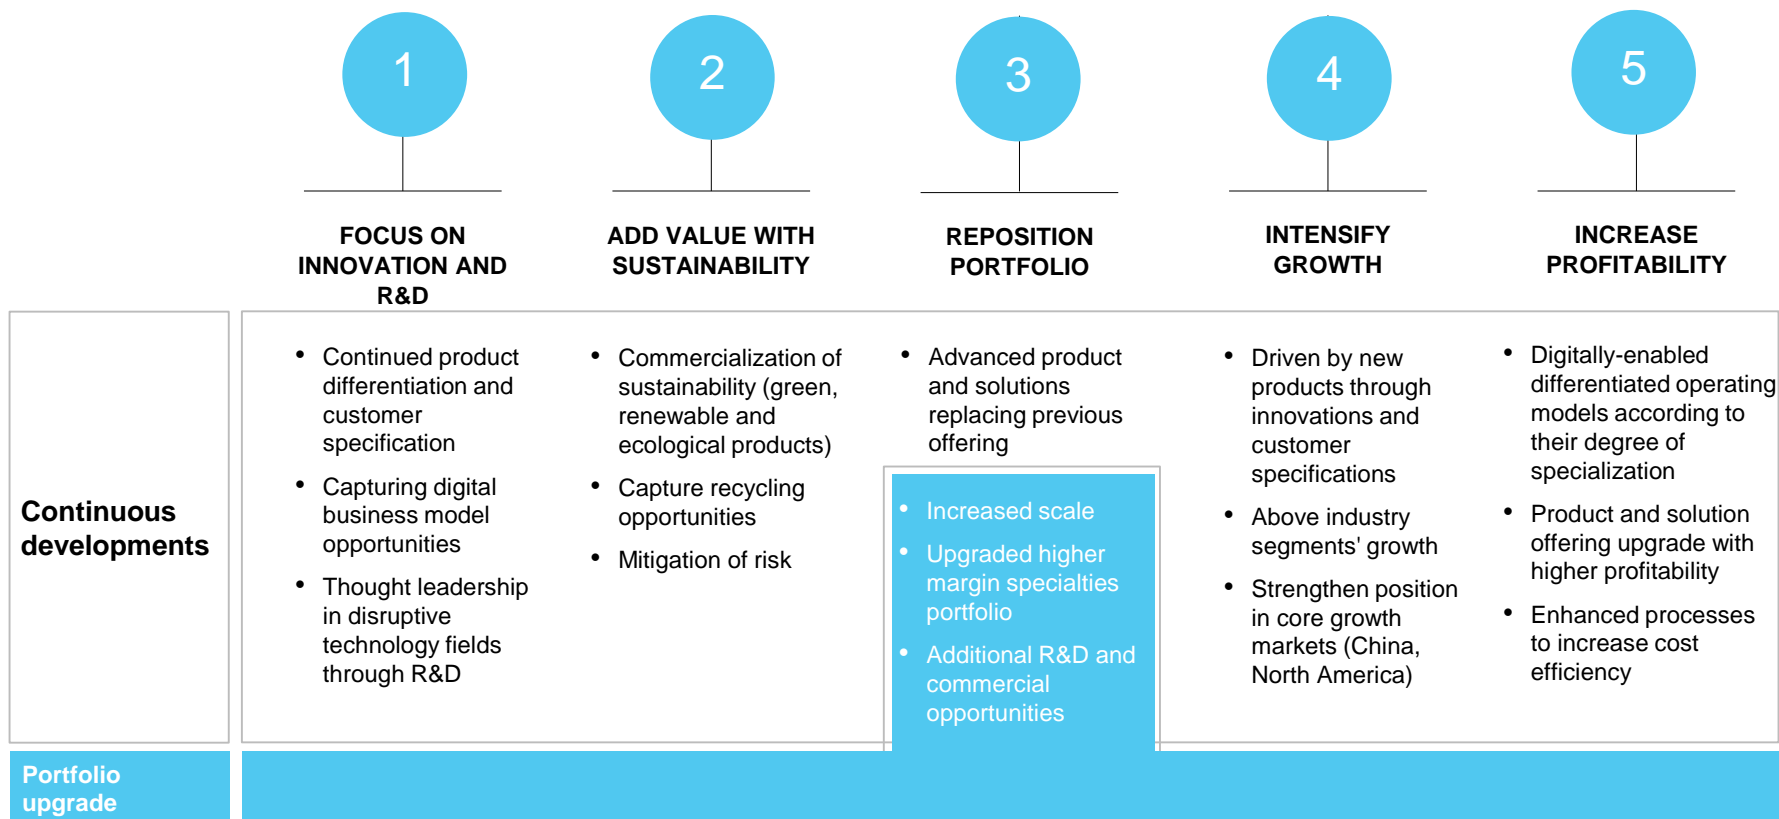 1
2
3
4
5
FOCUS ON
INNOVATION AND
R&D
ADD VALUE WITH
SUSTAINABILITY
REPOSITION
PORTFOLIO
INTENSIFY
GROWTH
INCREASE
PROFITABILITY
Continuous
developments
• Continued product
differentiation and
customer
specification
• Capturing digital
business model
opportunities
• Thought leadership
in disruptive
technology fields
through R&D
• Commercialization of
sustainability (green,
renewable and
ecological products)
• Capture recycling
opportunities
• Mitigation of risk
• Advanced product
and solutions
replacing previous
offering
• Increased scale
• Upgraded higher
margin specialties
portfolio
• Additional R&D and
commercial
opportunities
• Driven by new
products through
innovations and
customer
specifications
• Above industry
segments' growth
• Strengthen position
in core growth
markets (China,
North America)
• Digitally-enabled
differentiated operating
models according to
their degree of
specialization
• Product and solution
offering upgrade with
higher profitability
• Enhanced processes
to increase cost
efficiency
Portfolio
upgrade